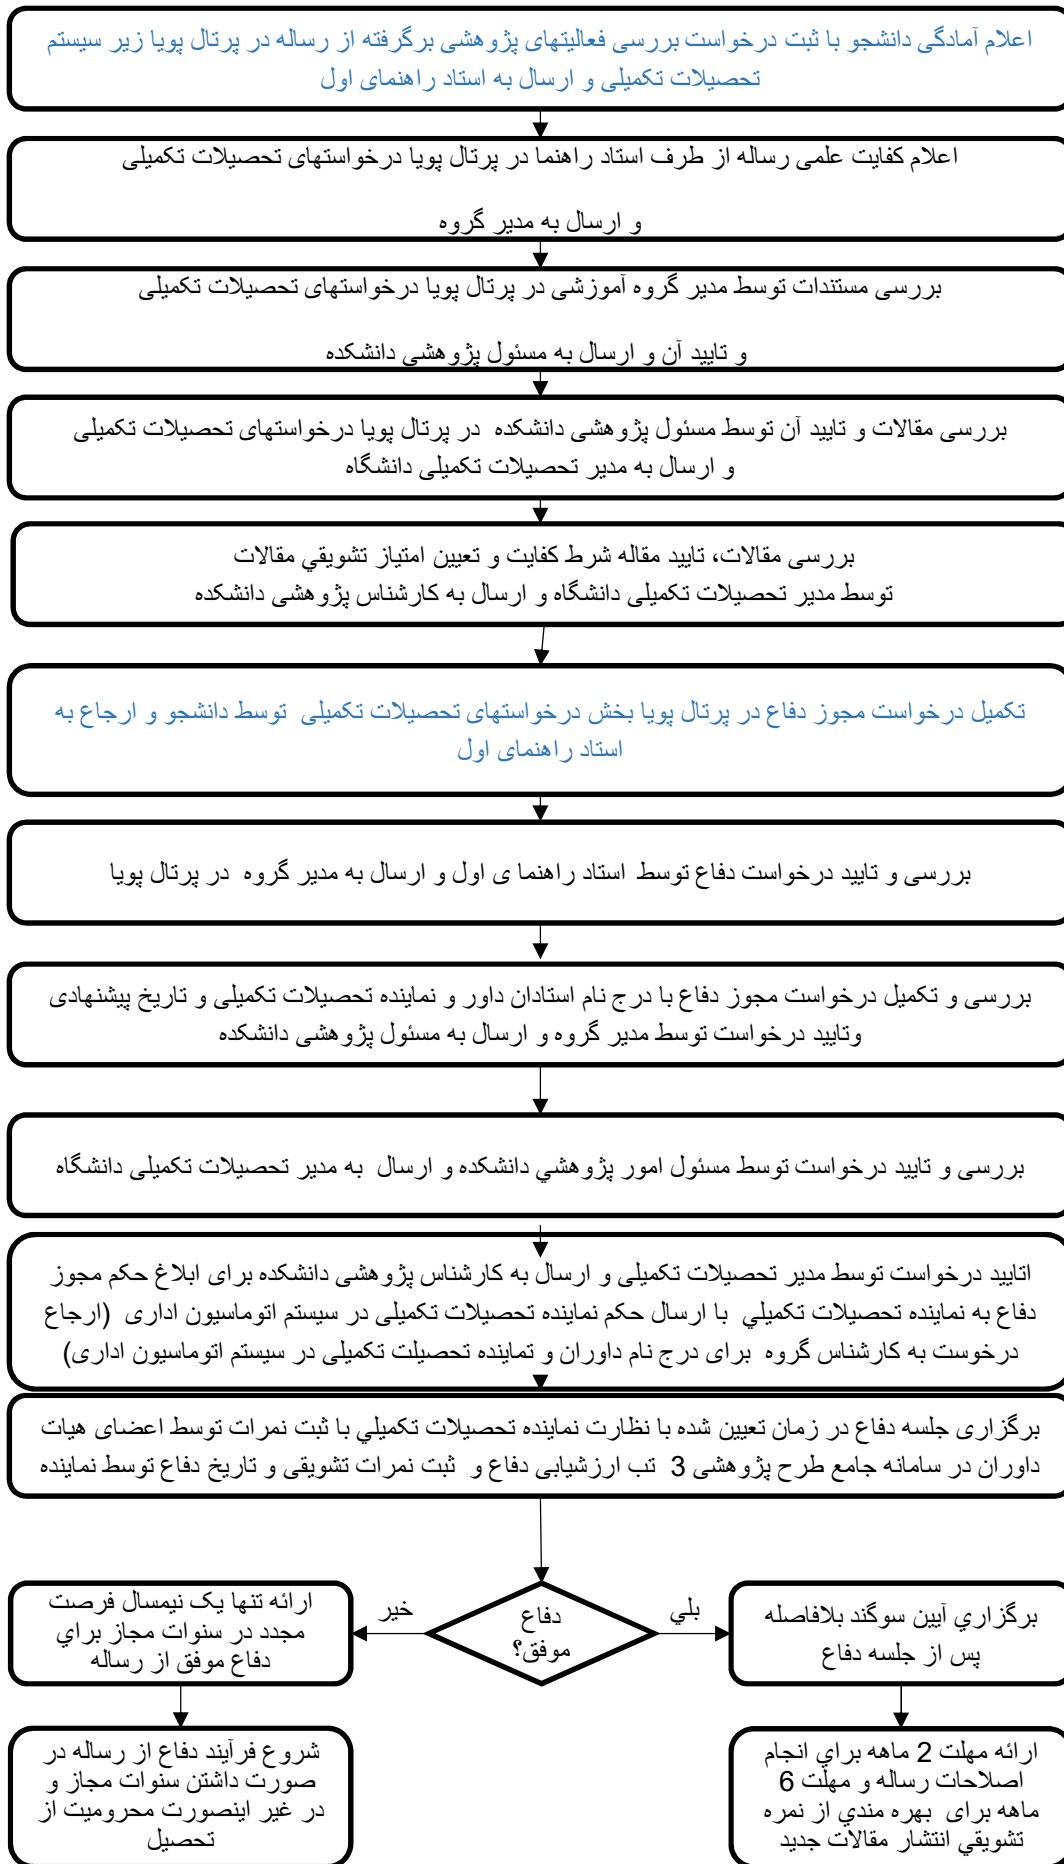 اعلام آمادگی دانشجو با ثبت درخواست بررسی فعالیتهای پژوهشی برگرفته از رساله در پرتال پویا زیر سیستم
تحصیلات تکمیلی و ارسال به استاد راهنمای اول
اعلام کفایت علمی رساله از طرف استاد راهنما در پرتال پویا درخواستهای تحصیلات تکمیلی
و ارسال به مدیر گروه
بررسی مستندات توسط مدیر گروه آموزشی در پرتال پویا درخواستهای تحصیلات تکمیلی
و تایید آن و ارسال به مسئول پژوهشی دانشکده
بررسی مقالات و تایید آن توسط مسئول پژوهشی دانشکده در پرتال پویا درخواستهای تحصیلات تکمیلی
و ارسال به مدیر تحصیلات تکمیلی دانشگاه
بررسی مقالات، تایید مقاله شرط کفایت و تعیین امتیاز تشویقي مقالات
توسط مدیر تحصیلات تکمیلی دانشگاه و ارسال به کارشناس پژوهشی دانشکده
تکمیل درخواست مجوز دفاع در پرتال پویا بخش درخواستهای تحصیلات تکمیلی توسط دانشجو و ارجاع به
استاد راهنمای اول
بررسی و تایید درخواست دفاع توسط استاد راهنما ی اول و ارسال به مدیر گروه در پرتال پویا
بررسی و تکمیل درخواست مجوز دفاع با درج نام استادان داور و نماینده تحصیلات تکمیلی و تاریخ پیشنهادی
وتایید درخواست توسط مدیر گروه و ارسال به مسئول پژوهشی دانشکده
بررسی و تایید درخواست توسط مسئول امور پژوهشي دانشکده و ارسال به مدیر تحصیلات تکمیلی دانشگاه
اتایید درخواست توسط مدیر تحصیلات تکمیلی و ارسال به کارشناس پژوهشی دانشکده برای ابلاغ حکم مجوز
دفاع به نماینده تحصیلات تکمیلي با ارسال حکم نماینده تحصیلات تکمیلی در سیستم اتوماسیون اداری (ارجاع
درخوست به کارشناس گروه برای درج نام داوران و تماینده تحصیلت تکمیلی در سیستم اتوماسیون اداری)
برگزاری جلسه دفاع در زمان تعیین شده با نظارت نماینده تحصیلات تکمیلي با ثبت نمرات توسط اعضای هیات
داوران در سامانه جامع طرح پژوهشی 3 تب ارزشیابی دفاع و ثبت نمرات تشویقی و تاریخ دفاع توسط نماینده
دفاع
موفق؟
بلي
خیر
برگزاري آیین سوگند بلافاصله
پس از جلسه دفاع
ارائه مهلت 2 ماهه براي انجام
اصلاحات رساله و مهلت 6
ماهه برای بهره مندي از نمره
تشویقي انتشار مقالات جدید
ارائه تنها یک نیمسال فرصت
مجدد در سنوات مجاز براي
دفاع موفق از رساله
شروع فرآیند دفاع از رساله در
صورت داشتن سنوات مجاز و
در غیر اینصورت محرومیت از
تحصیل